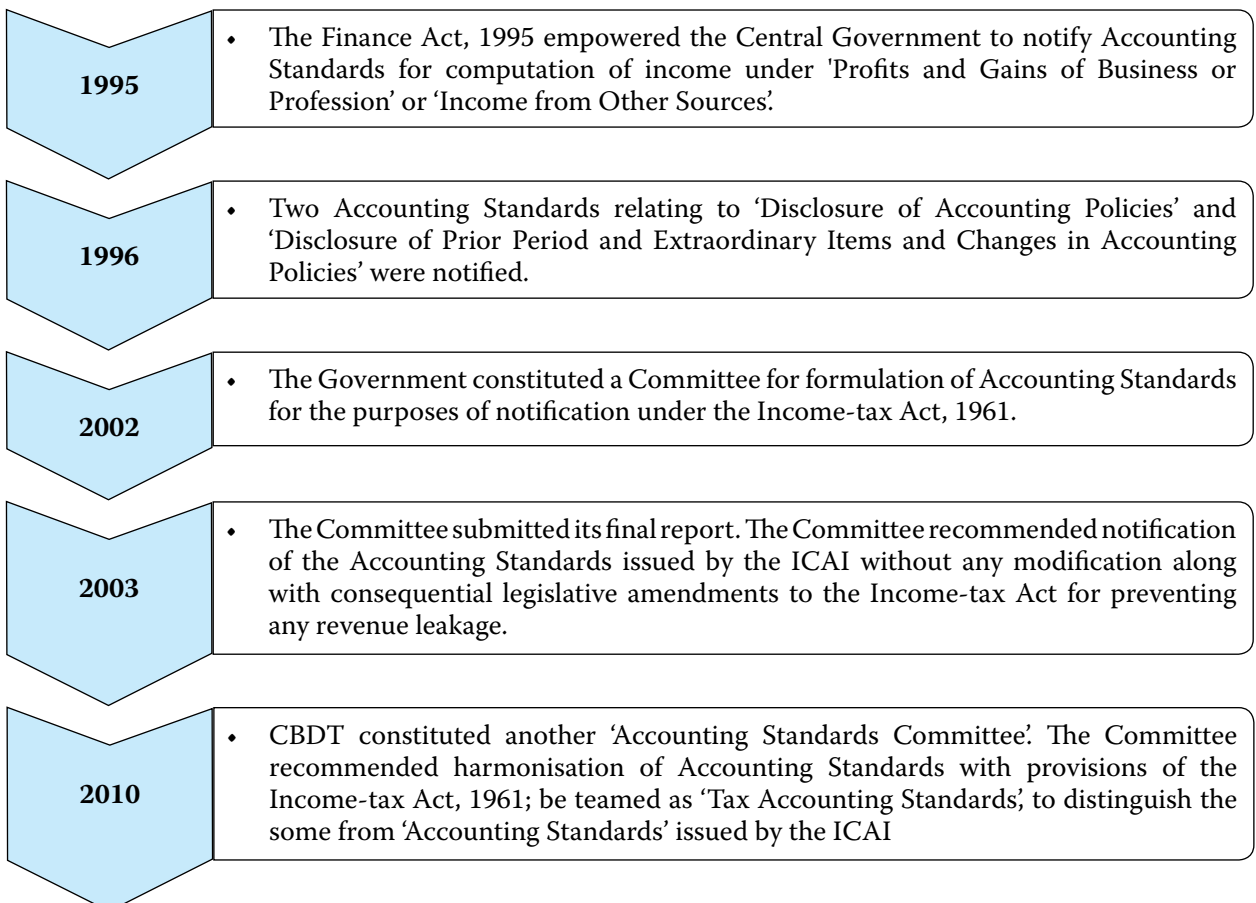 1995
• The Finance Act, 1995 empowered the Central Government to notify Accounting
Standards for computation of income under 'Profits and Gains of Business or
Profession’ or ‘Income from Other Sources’.
1996
• Two Accounting Standards relating to ‘Disclosure of Accounting Policies’ and
‘Disclosure of Prior Period and Extraordinary Items and Changes in Accounting
Policies’ were notified.
2002
• The Government constituted a Committee for formulation of Accounting Standards
for the purposes of notification under the Income-tax Act, 1961.
2003
• The Committee submitted its final report. The Committee recommended notification
of the Accounting Standards issued by the ICAI without any modification along
with consequential legislative amendments to the Income-tax Act for preventing
any revenue leakage.
2010
• CBDT constituted another ‘Accounting Standards Committee’. The Committee
recommended harmonisation of Accounting Standards with provisions of the
Income-tax Act, 1961; be teamed as ‘Tax Accounting Standards’, to distinguish the
some from ‘Accounting Standards’ issued by the ICAI